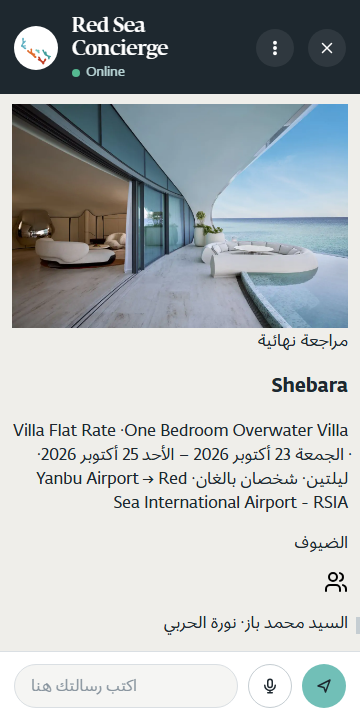 Red Sea
Concierge
Online
مراجعة نهائية
Shebara
Villa Flat Rate ·One Bedroom Overwater Villa
· الجمعة 23 أكتوبر 2026 – الأحد 25 أكتوبر 2026·
ليلتين· شخصان بالغان· Yanbu Airport → Red
Sea International Airport - RSIA
الضيوف
السيد محمد باز· نورة الحربي
اكتب رسالتك هنا